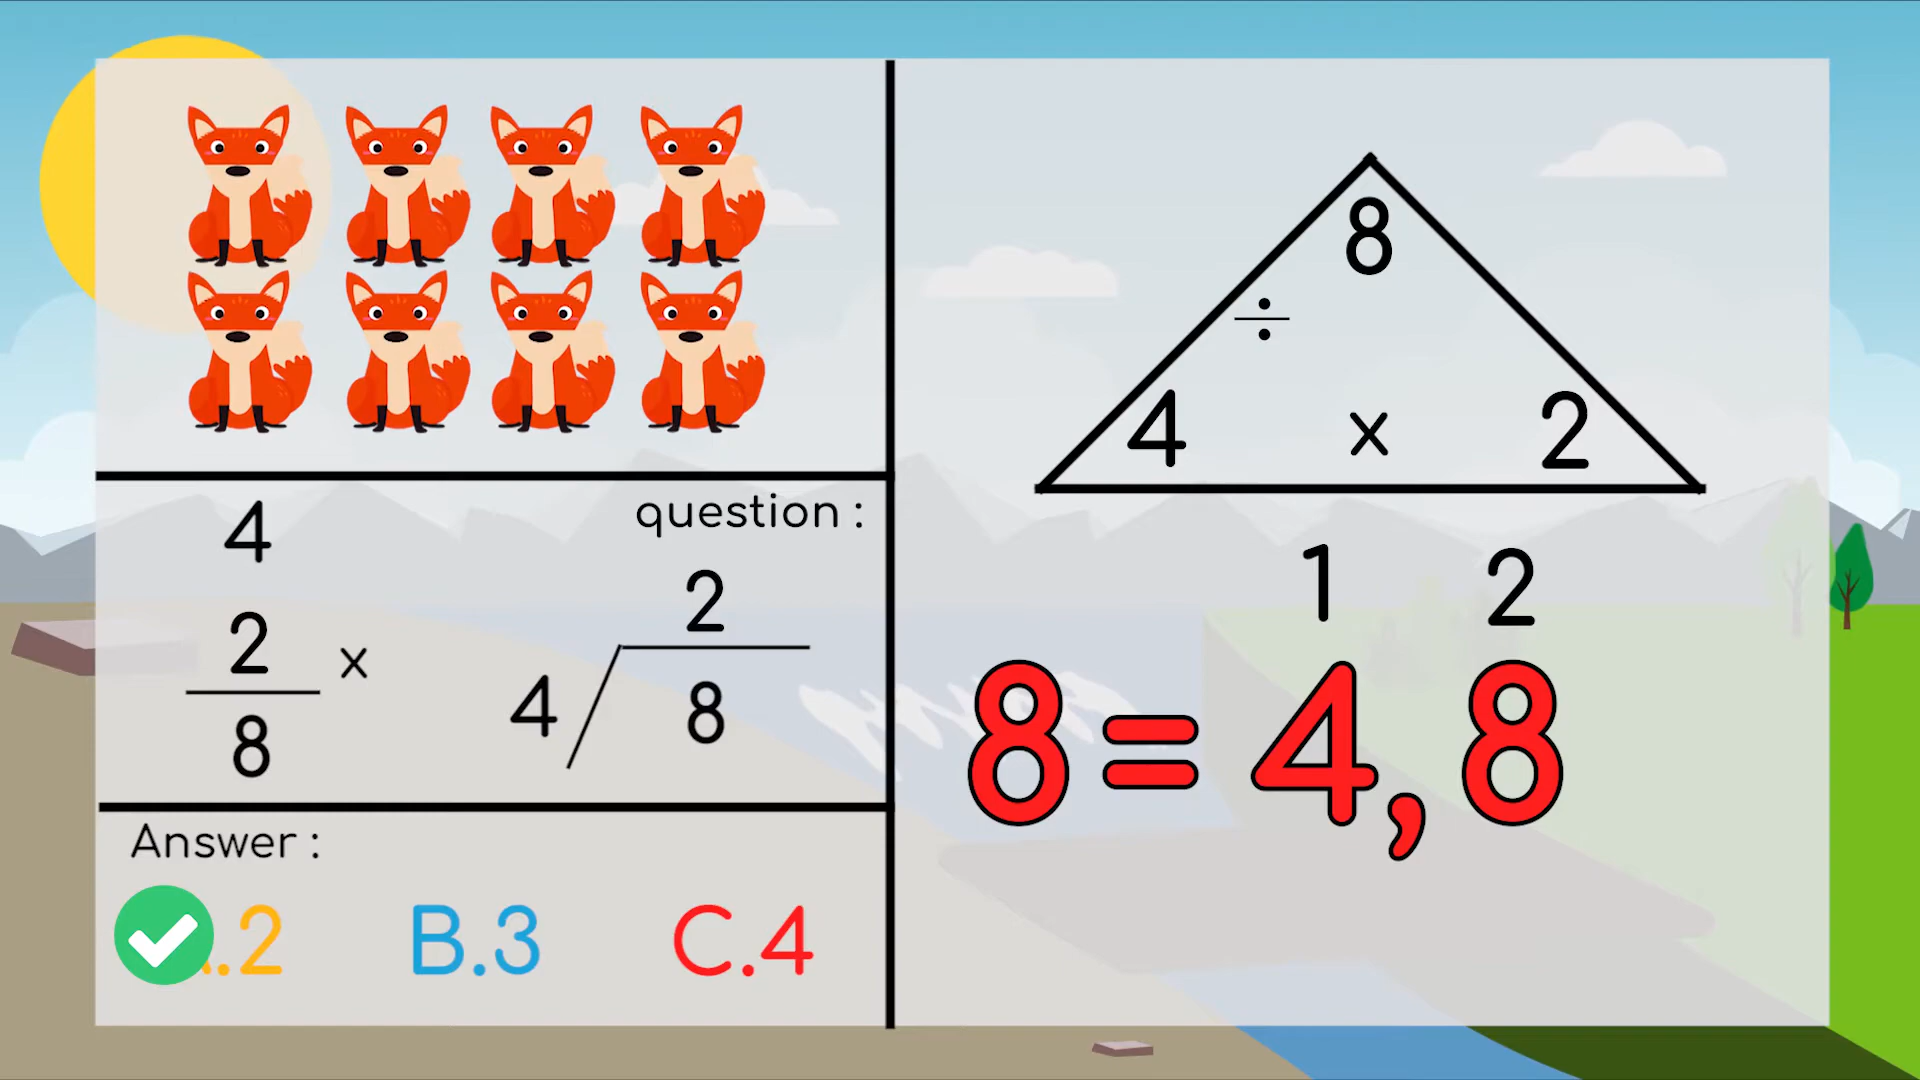 4
2 x
8
question :
2
4 8
Answer :
.2 B.3 C.4
8
÷
4 x 2
1 2
8=4,8